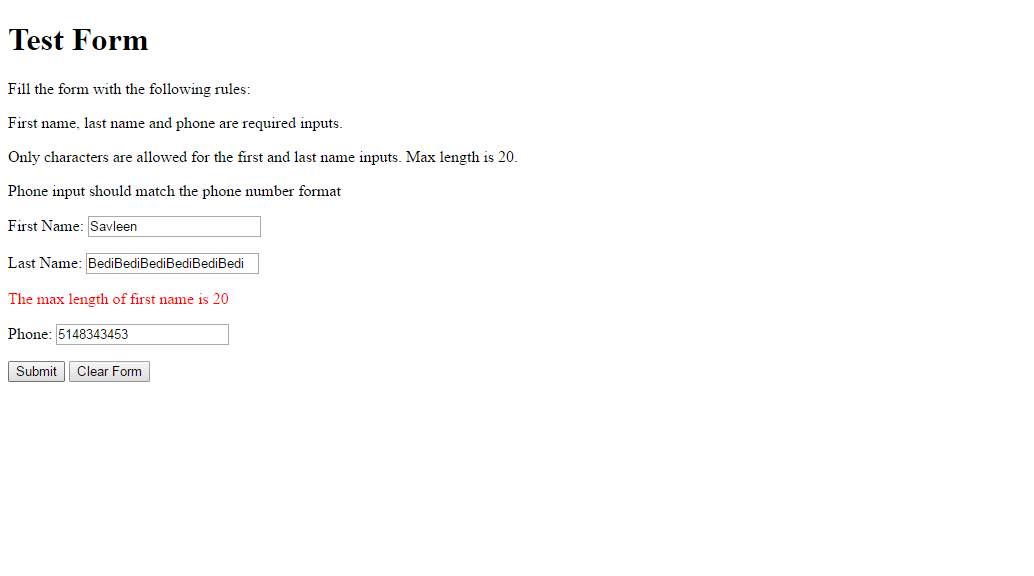 Test Form
Fill the form with the following rules:
First name, last name and phone are required inputs.
Only characters are allowed for the first and last name inputs. Max length is 20.
Phone input should match the phone number format
First Name: Savleen
Last Name: BediBediBediBediBediBedi
The max length of first name is 20
Phone: 5148343453
Submit Clear Form